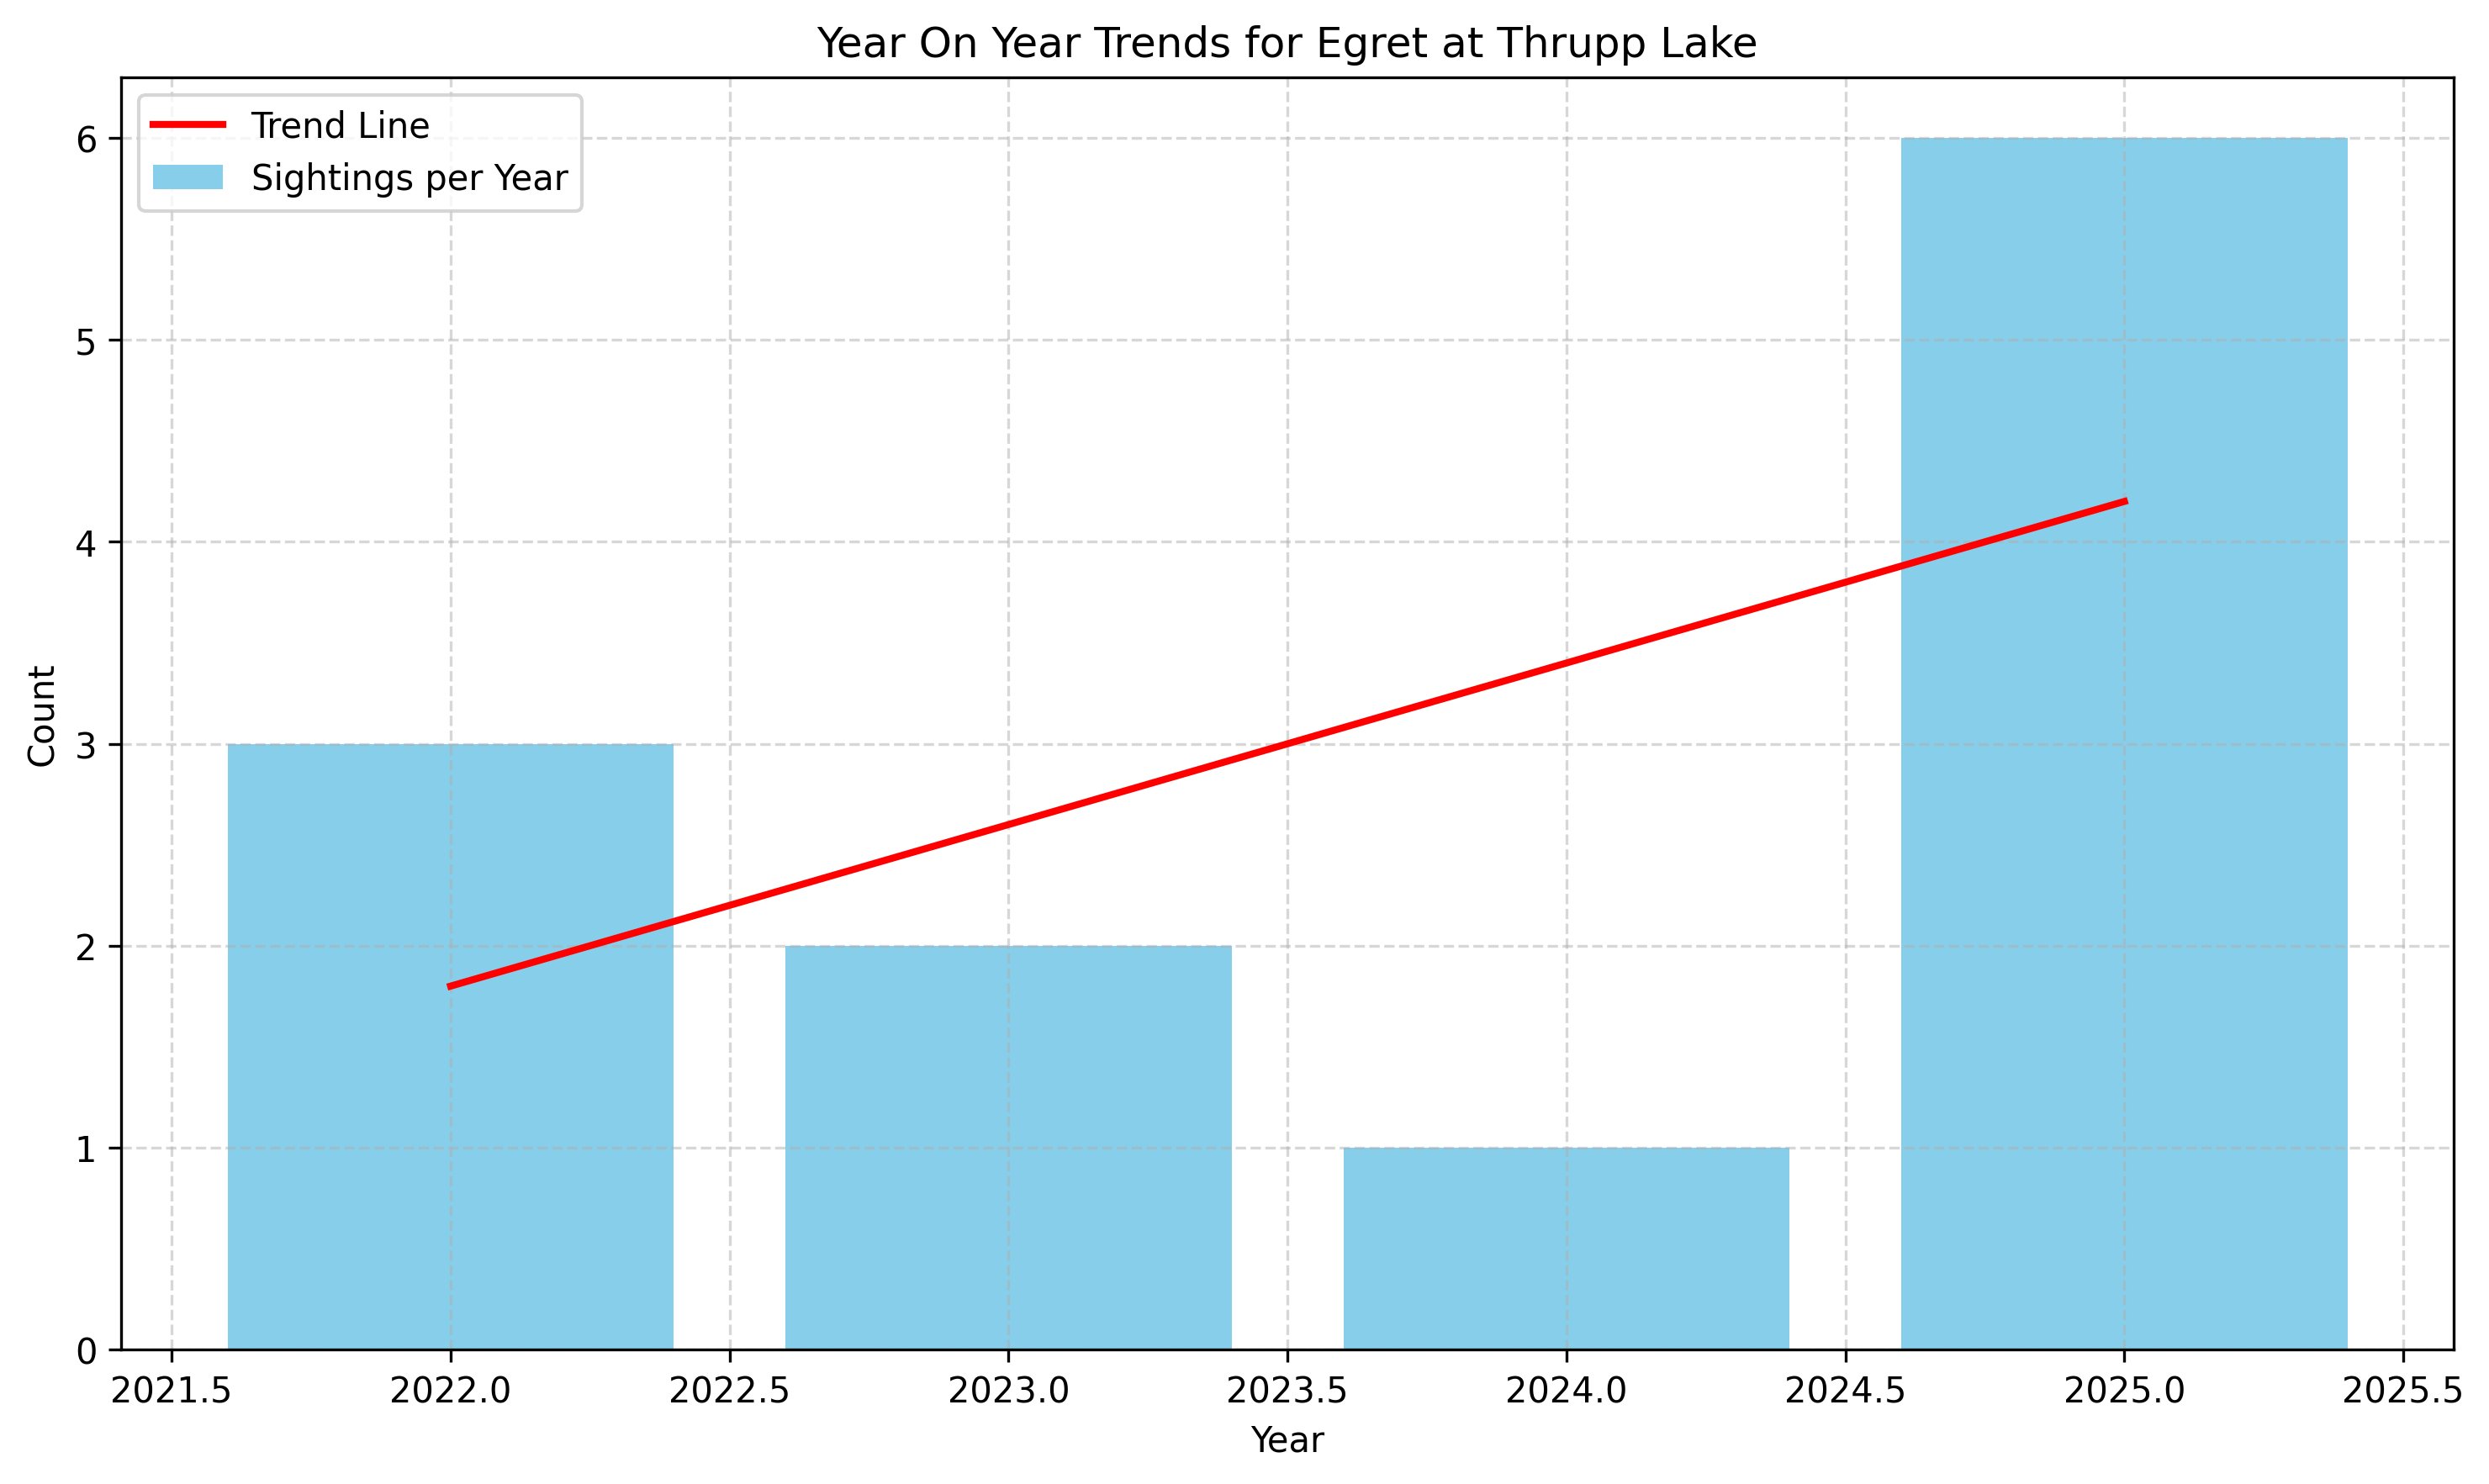 Year On Year Trends for Egret at Thrupp Lake
Trend Line
Sightings per Year
6
5
4
3
2
1
0
Count
2021.5 2022.0 2022.5 2023.0 2023.5 2024.0 2024.5 2025.0 2025.5
Year